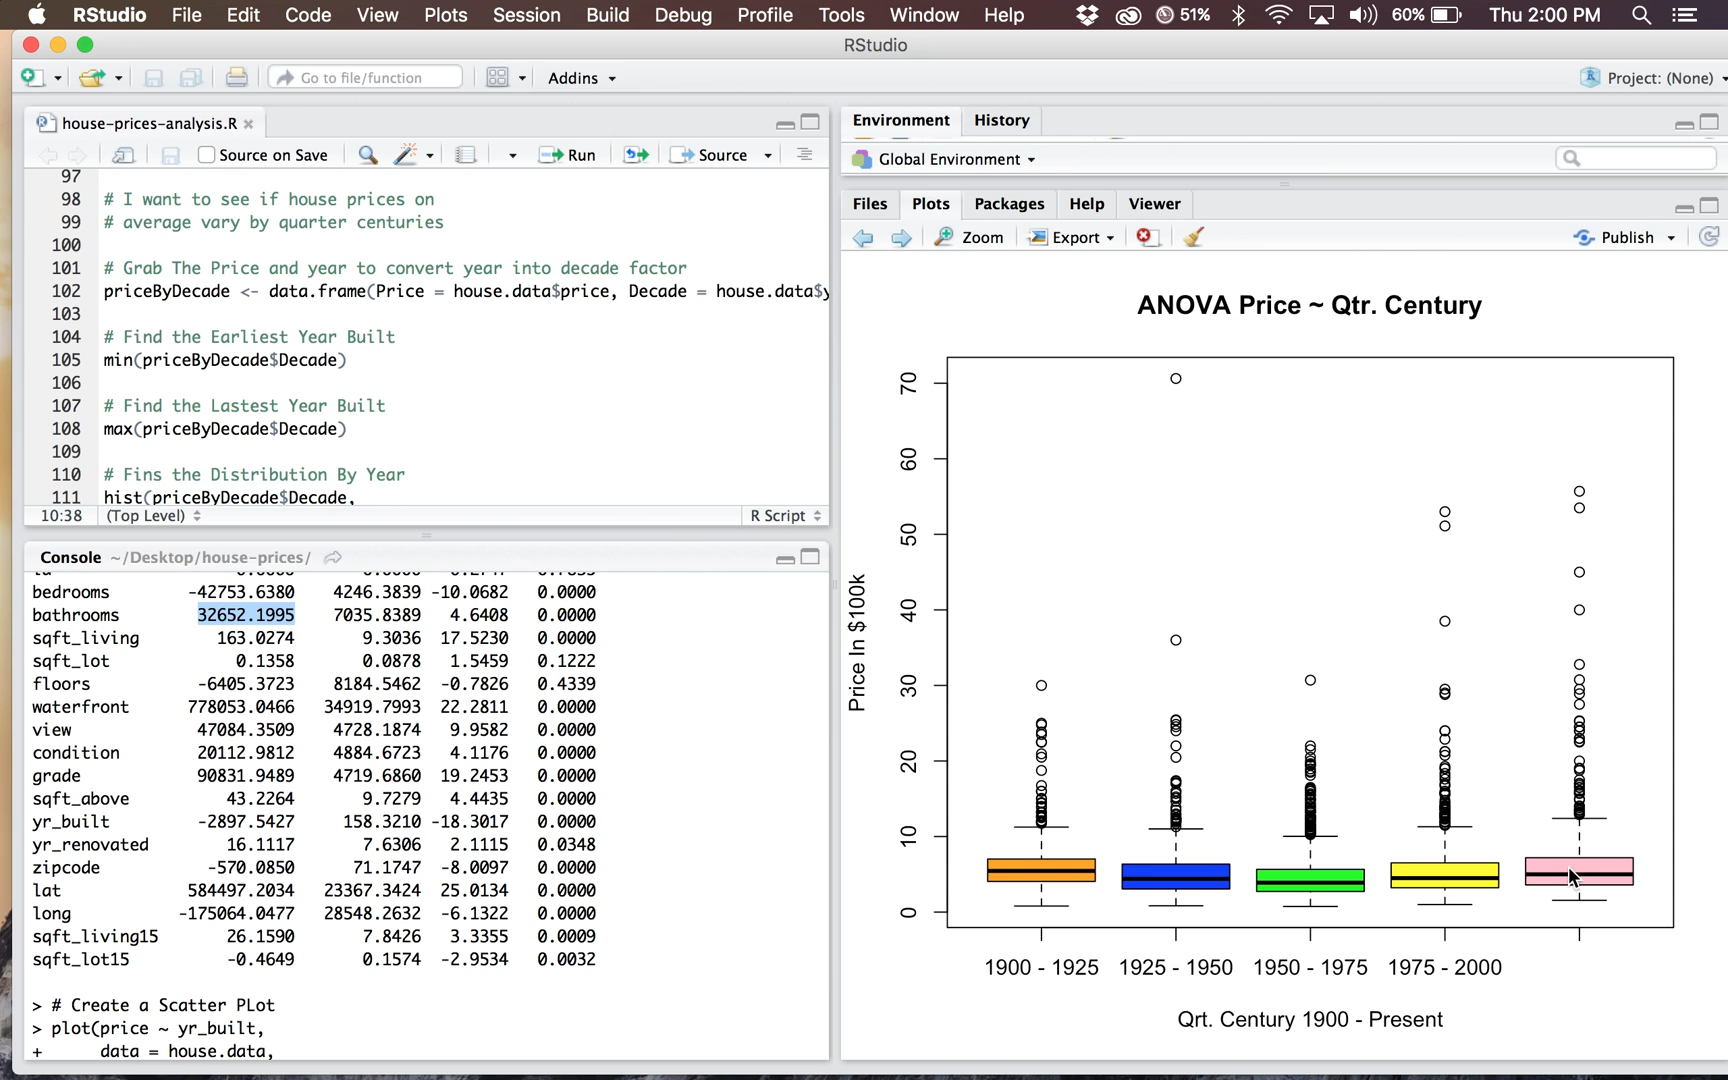 RStudio File Edit Code View Plots Session Build Debug Profile Tools Window Help 51% 60% Thu 2:00 PM
RStudio
Go to file/function Addins Project: (None)
house-prices-analysis.R
Source on Save Run Source
97
98 # I want to see if house prices on
99 # average vary by quarter centuries
100
101 # Grab The Price and year to convert year into decade factor
102 priceByDecade <- data.frame(Price = house.data$price, Decade = house.data$y
103
104 # Find the Earliest Year Built
105 min(priceByDecade$Decade)
106
107 # Find the Lastest Year Built
108 max(priceByDecade$Decade)
109
110 # Fins the Distribution By Year
111 hist(priceByDecade$Decade,
10:38 (Top Level) R Script
Console ~/Desktop/house-prices/
bedrooms -42753.6380 4246.3839 -10.0682 0.0000
bathrooms 32652.1995 7035.8389 4.6408 0.0000
sqft_living 163.0274 9.3036 17.5230 0.0000
sqft_lot 0.1358 0.0878 1.5459 0.1222
floors -6405.3723 8184.5462 -0.7826 0.4339
waterfront 778053.0466 34919.7993 22.2811 0.0000
view 47084.3509 4728.1874 9.9582 0.0000
condition 20112.9812 4884.6723 4.1176 0.0000
grade 90831.9489 4719.6860 19.2453 0.0000
sqft_above 43.2264 9.7279 4.4435 0.0000
yr_built -2897.5427 158.3210 -18.3017 0.0000
yr_renovated 16.1117 7.6306 2.1115 0.0348
zipcode -570.0850 71.1747 -8.0097 0.0000
lat 584497.2034 23367.3424 25.0134 0.0000
long -175064.0477 28548.2632 -6.1322 0.0000
sqft_living15 26.1590 7.8426 3.3355 0.0009
sqft_lot15 -0.4649 0.1574 -2.9534 0.0032
> # Create a Scatter PLot
> plot(price ~ yr_built,
+ data = house.data,
Environment History
Global Environment
Files Plots Packages Help Viewer
Zoom Export Publish
ANOVA Price ~ Qtr. Century
Price In $100k
70
60
50
40
30
20
10
0
1900 - 1925 1925 - 1950 1950 - 1975 1975 - 2000
Qrt. Century 1900 - Present